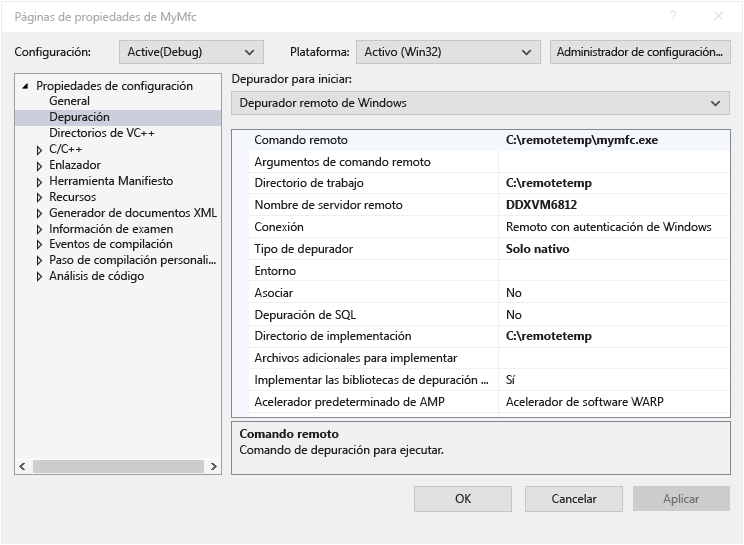 Páginas de propiedades de MyMfc
Configuración: Active(Debug) Plataforma: Activo (Win32) Administrador de configuración...
Propiedades de configuración
General
Depuración
Directorios de VC++
C/C++
Enlazador
Herramienta Manifiesto
Recursos
Generador de documentos XML
Información de examen
Eventos de compilación
Paso de compilación personali...
Análisis de código
Depurador para iniciar:
Depurador remoto de Windows
Comando remoto C:\remotetemp\mymfc.exe
Argumentos de comando remoto
Directorio de trabajo C:\remotetemp
Nombre de servidor remoto DDXVM6812
Conexión Remoto con autenticación de Windows
Tipo de depurador Solo nativo
Entorno
Asociar No
Depuración de SQL No
Directorio de implementación C:\remotetemp
Archivos adicionales para implementar
Implementar las bibliotecas de depuración ... Sí
Acelerador predeterminado de AMP Acelerador de software WARP
Comando remoto
Comando de depuración para ejecutar.
OK Cancelar Aplicar